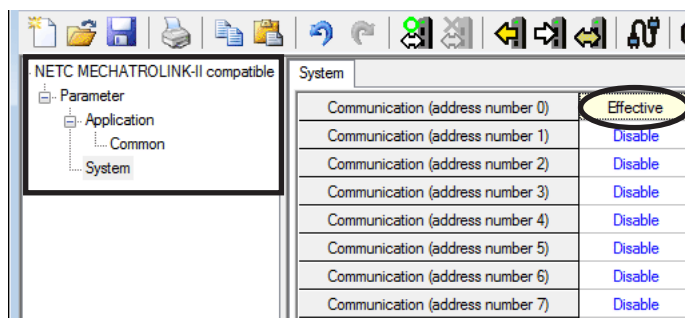 NETC MECHATROLINK-II compatible
Parameter
Application
Common
System
System
Communication (address number 0) Effective
Communication (address number 1) Disable
Communication (address number 2) Disable
Communication (address number 3) Disable
Communication (address number 4) Disable
Communication (address number 5) Disable
Communication (address number 6) Disable
Communication (address number 7) Disable